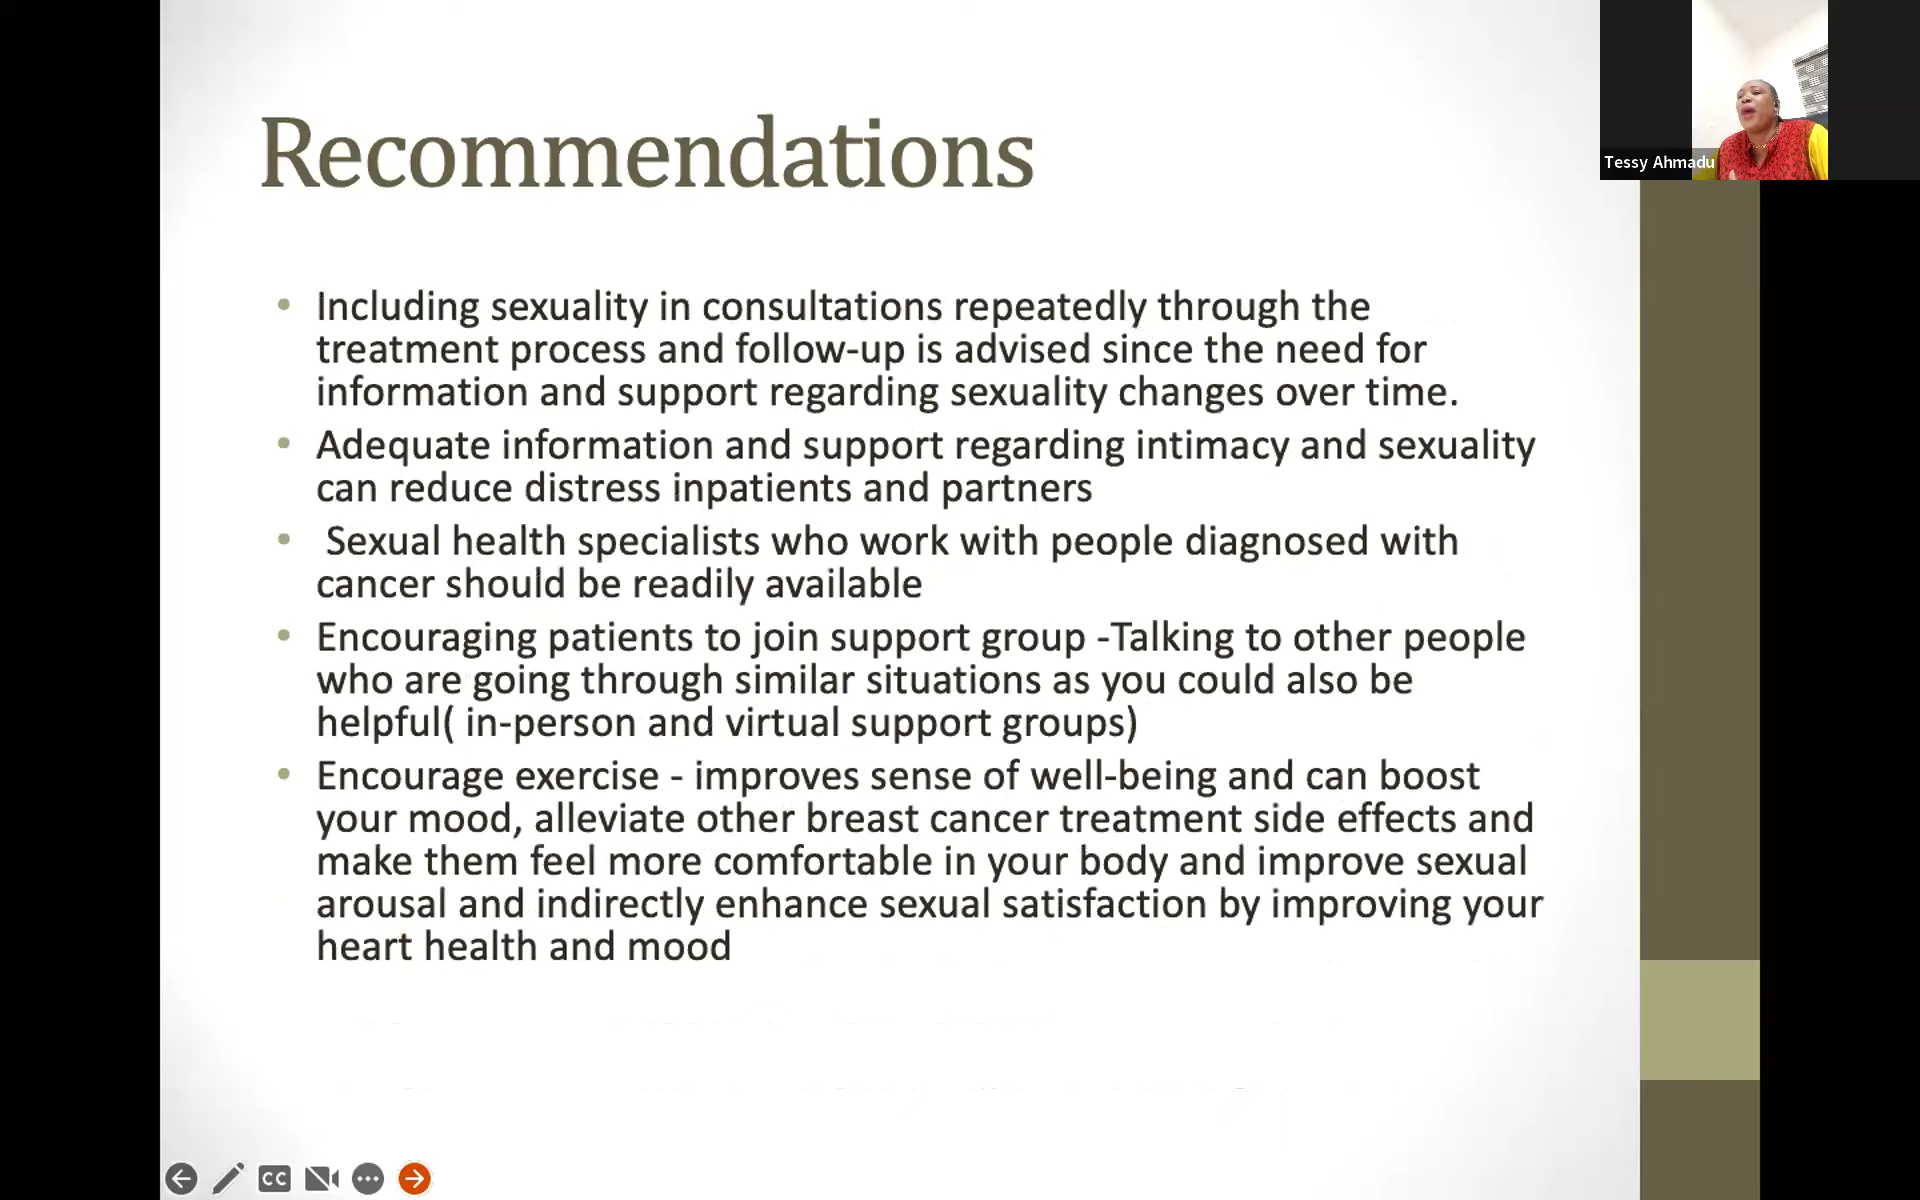 Recommendations
Tessy Ahmadu
• Including sexuality in consultations repeatedly through the
treatment process and follow-up is advised since the need for
information and support regarding sexuality changes over time.
• Adequate information and support regarding intimacy and sexuality
can reduce distress inpatients and partners
• Sexual health specialists who work with people diagnosed with
cancer should be readily available
• Encouraging patients to join support group -Talking to other people
who are going through similar situations as you could also be
helpful( in-person and virtual support groups)
• Encourage exercise - improves sense of well-being and can boost
your mood, alleviate other breast cancer treatment side effects and
make them feel more comfortable in your body and improve sexual
arousal and indirectly enhance sexual satisfaction by improving your
heart health and mood
CC